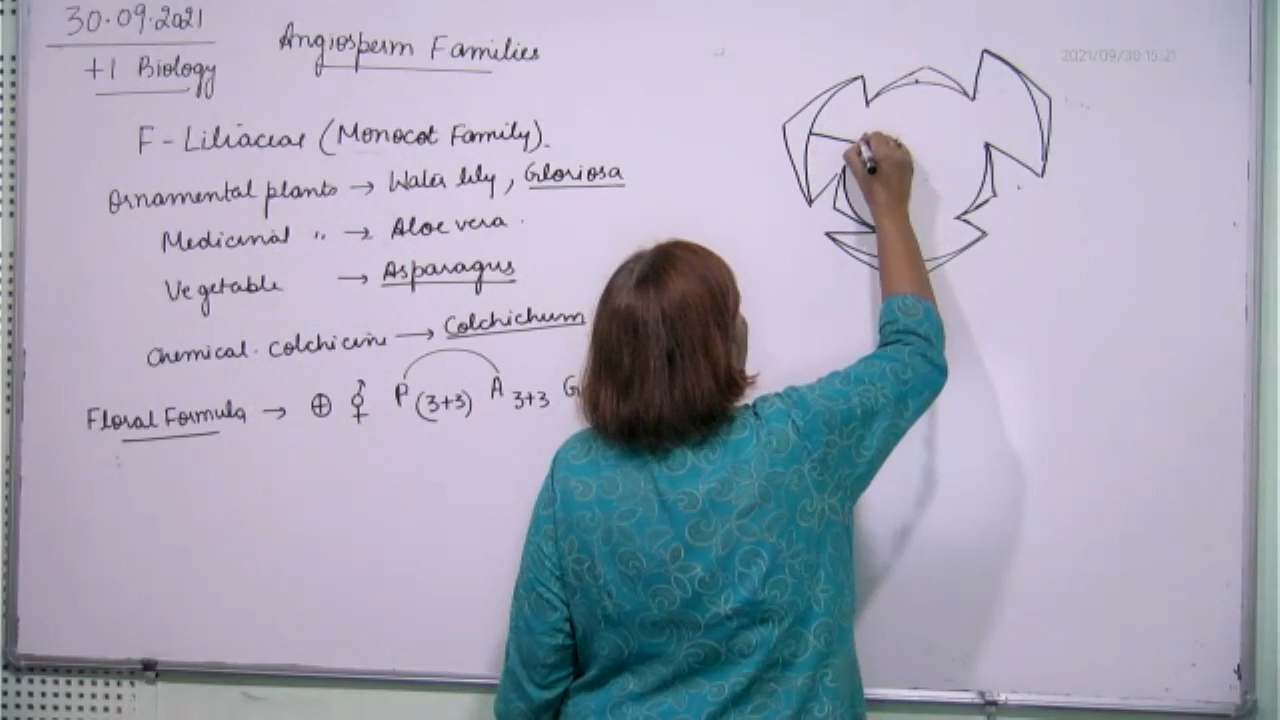 30.09.2021
+1 Biology
Angiosperm Families
F - Liliaceae (Monocot Family).
Ornamental plants → Water lily, Gloriosa
Medicinal " → Aloe vera.
Vegetable → Asparagus
Chemical. Colchicine → Colchichum
Floral Formula → ⊕ ⚥ P(3+3) A3+3 G
2021/09/30 15:21